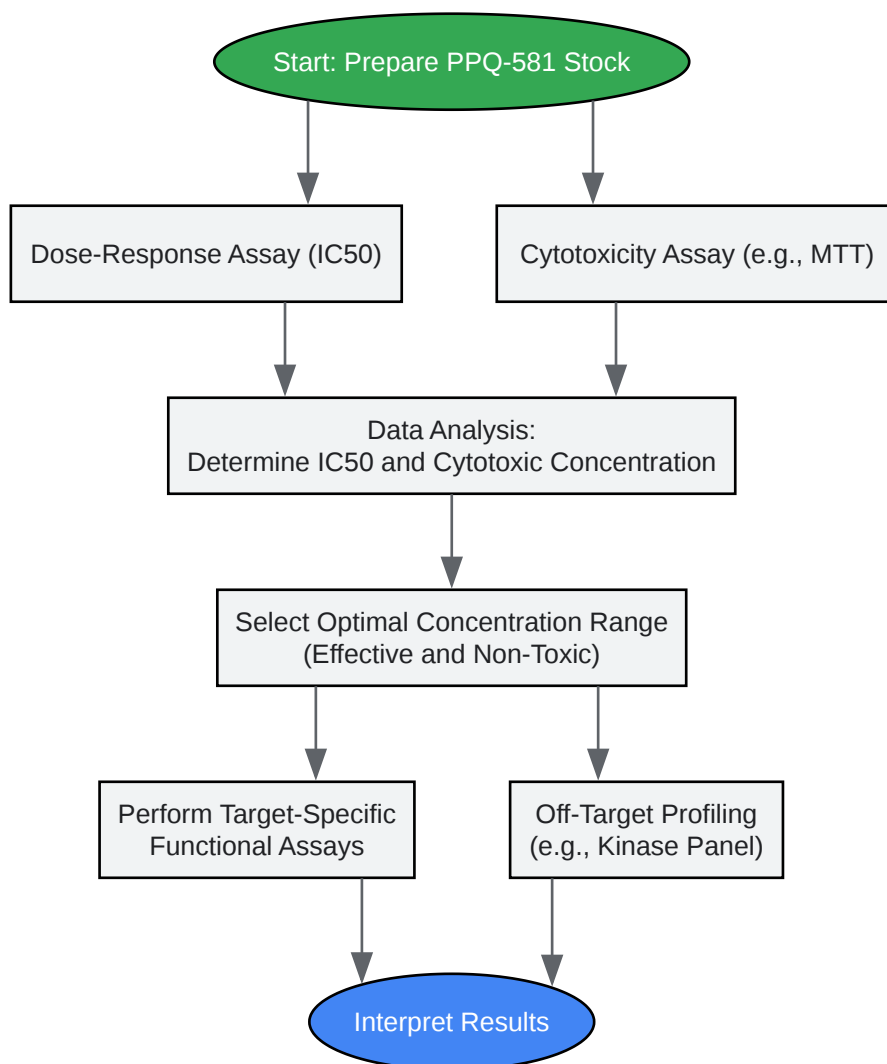 Start: Prepare PPQ-581 Stock
Dose-Response Assay (IC50)
Cytotoxicity Assay (e.g., MTT)
Data Analysis:
Determine IC50 and Cytotoxic Concentration
Select Optimal Concentration Range
(Effective and Non-Toxic)
Perform Target-Specific
Functional Assays
Off-Target Profiling
(e.g., Kinase Panel)
Interpret Results